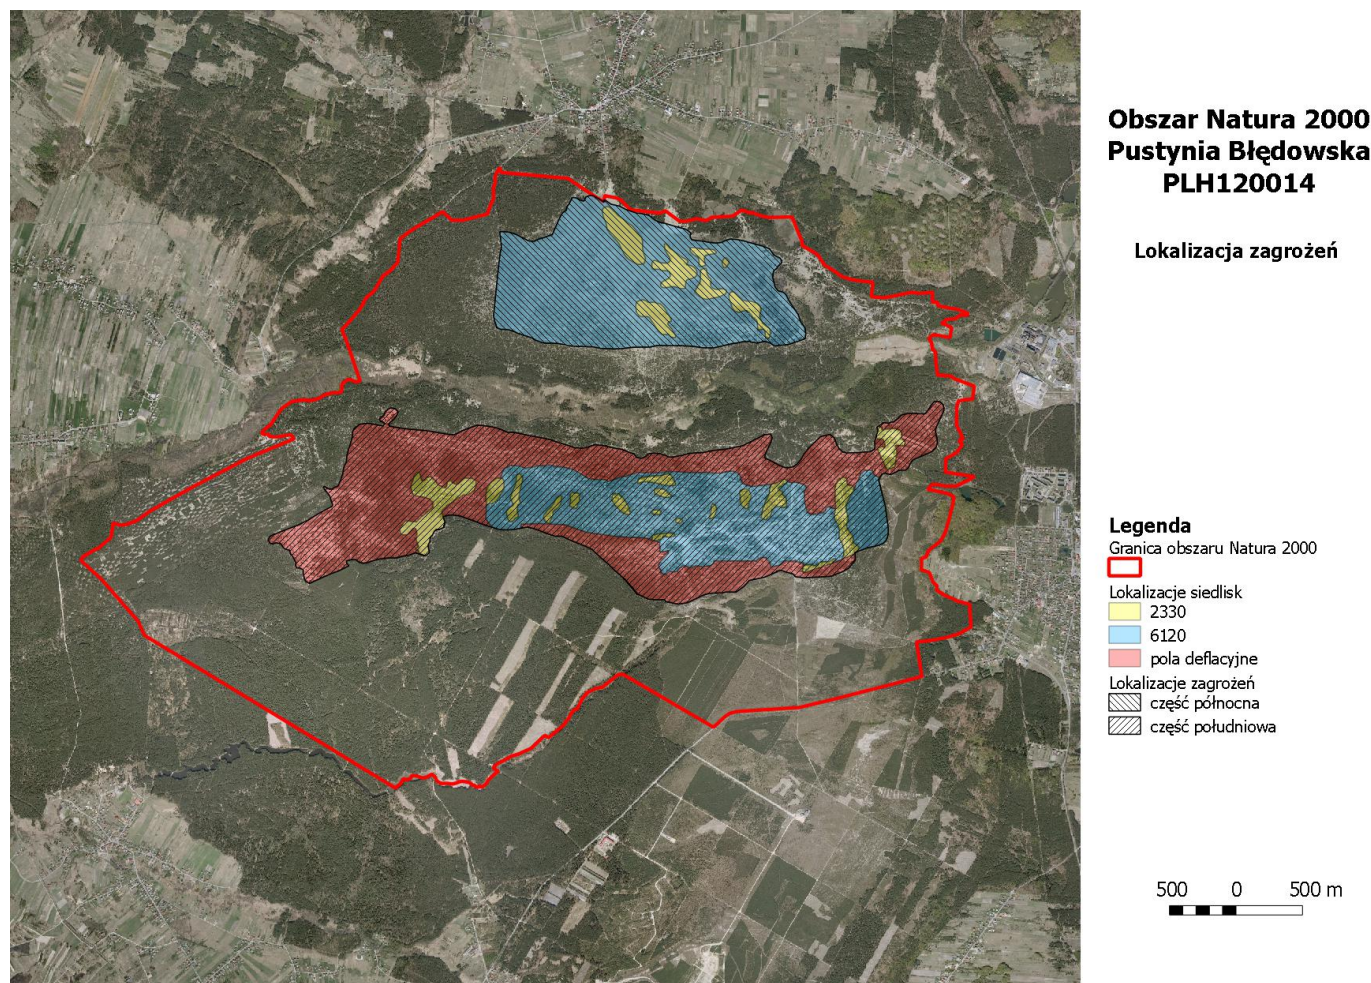 Obszar Natura 2000
Pustynia Błędowska
PLH120014
Lokalizacja zagrożeń
Legenda
Granica obszaru Natura 2000
Lokalizacje siedlisk
2330
6120
pola deflacyjne
Lokalizacje zagrożeń
część północna
część południowa
500 0 500 m